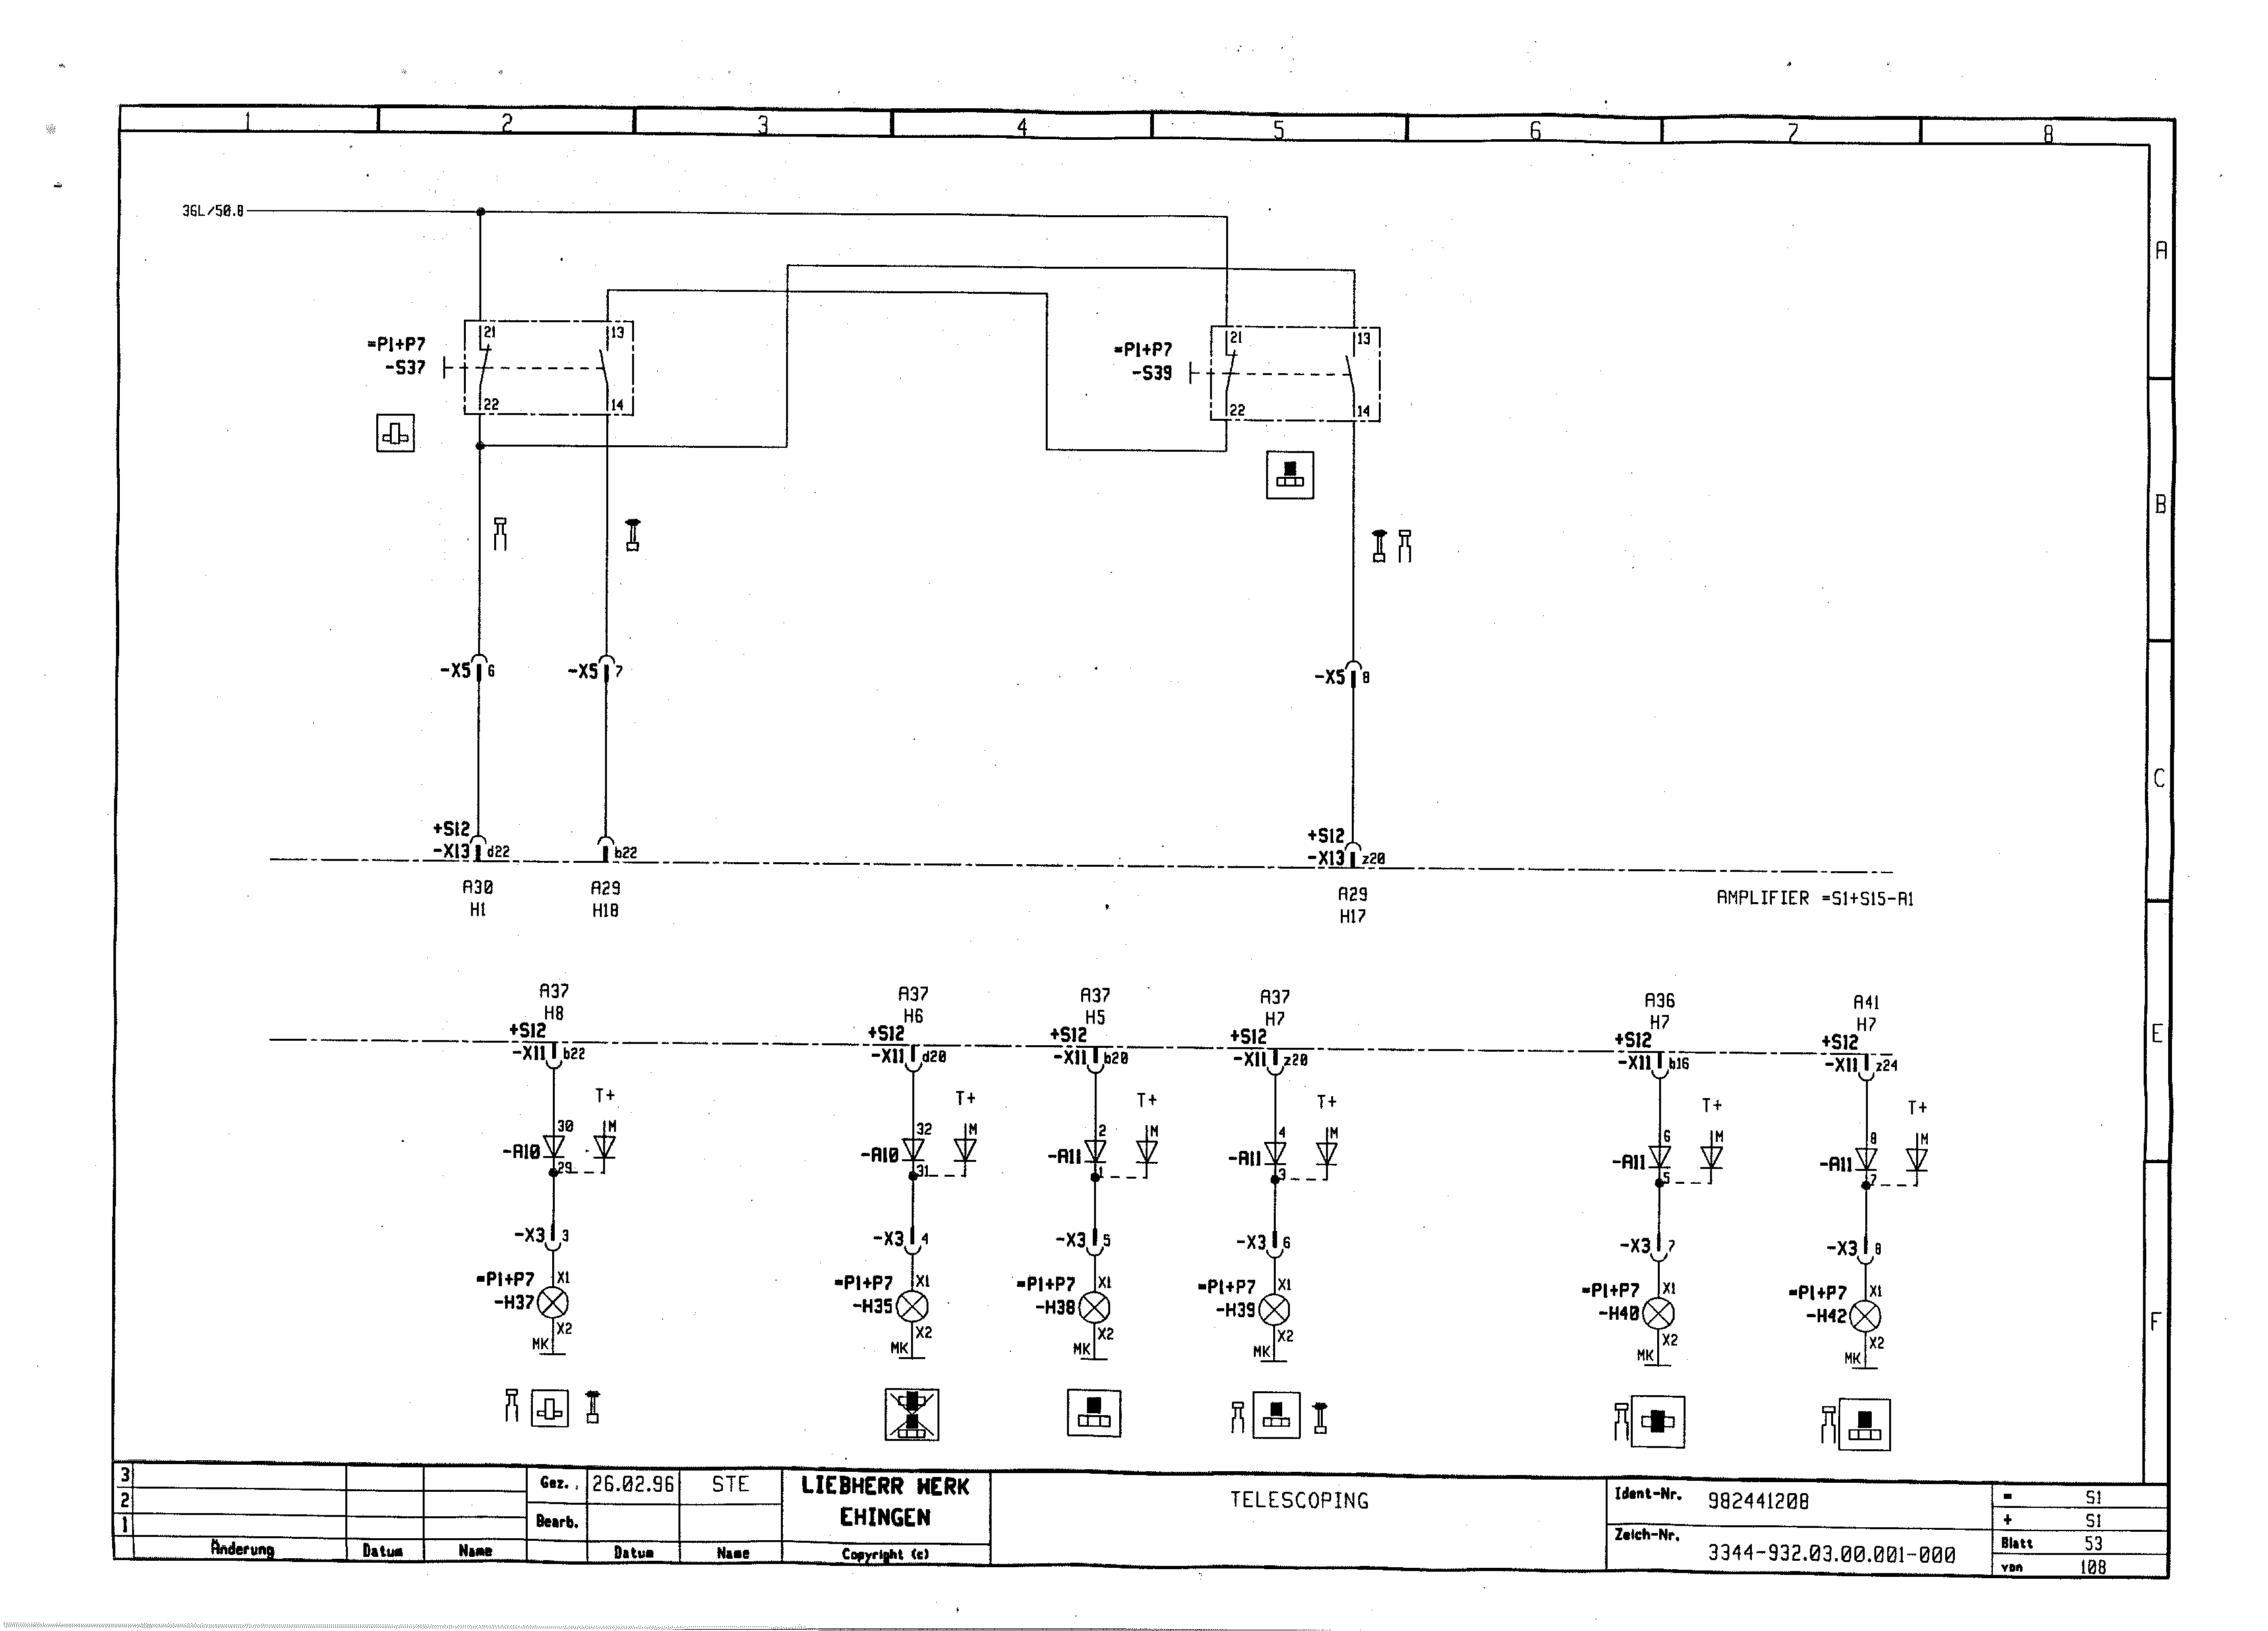 1 2 3 4 5 6 7 8
36L/50.8
A
21 13
=P1+P7
-S37
22 14
21 13
=P1+P7
-S39
22 14
B
-X5 6
-X5 7
-X5 8
C
+S12
-X13 d22
b22
+S12
-X13 z20
A30
H1
A29
H18
A29
H17
AMPLIFIER =S1+S15-A1
A37
H8
A37
H6
A37
H5
A37
H7
A36
H7
A41
H7
E
+S12
-X11 b22
+S12
-X11 d20
+S12
-X11 b20
+S12
-X11 z20
+S12
-X11 b16
+S12
-X11 z24
T+ T+ T+ T+ T+ T+
30 M
-A10
29
32 M
-A10
31
2 M
-A11
1
4 M
-A11
3
6 M
-A11
5
8 M
-A11
7
-X3 3
-X3 4
-X3 5
-X3 6
-X3 7
-X3 8
=P1+P7 X1
-H37
X2
MK
=P1+P7 X1
-H35
X2
MK
=P1+P7 X1
-H38
X2
MK
=P1+P7 X1
-H39
X2
MK
=P1+P7 X1
-H40
X2
MK
=P1+P7 X1
-H42
X2
MK
F
3
2
1
Änderung Datum Name
Gez. 26.02.96 STE
Bearb.
Datum Name
LIEBHERR WERK
EHINGEN
Copyright (c)
TELESCOPING
Ident-Nr. 982441208
Zeich-Nr. 3344-932.03.00.001-000
= S1
+ S1
Blatt 53
von 108